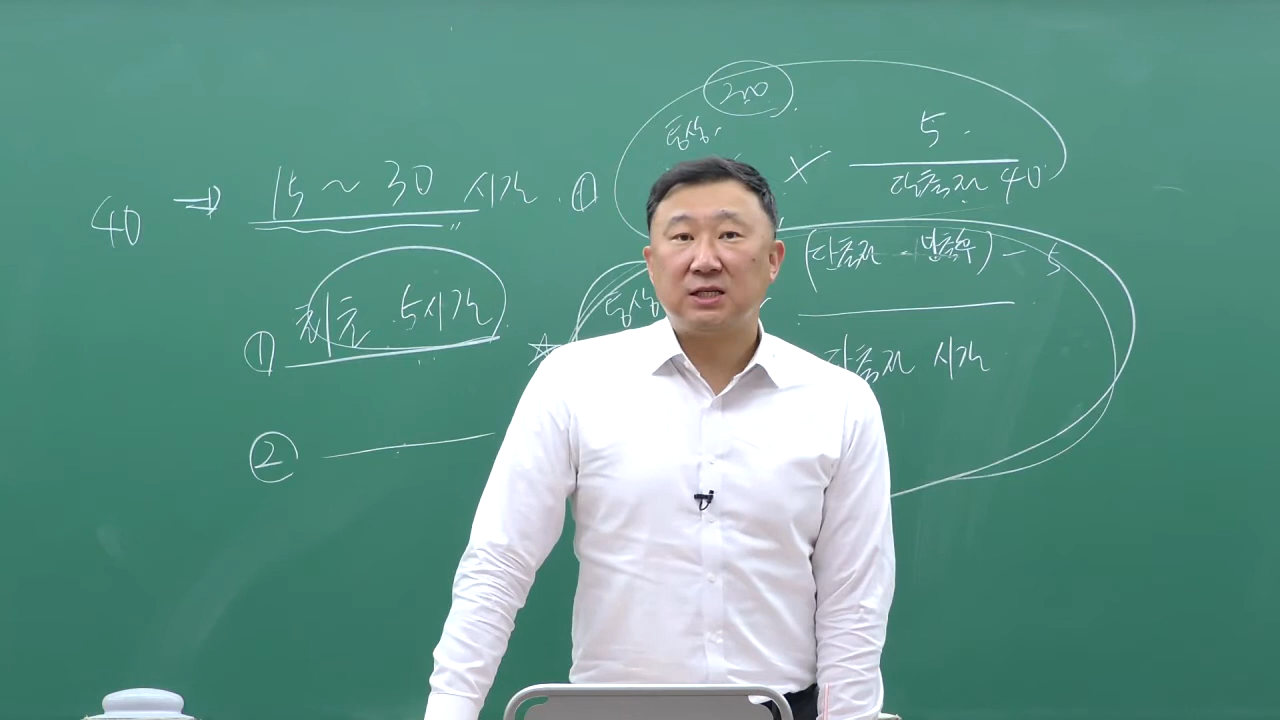 40 ⇒ 15 ~ 30 시간
① 최초 5시간
②
① 통상 200 × 5
단축전 40
☆ 통상
(단축전 - 단축후) - 5
단축전 시간